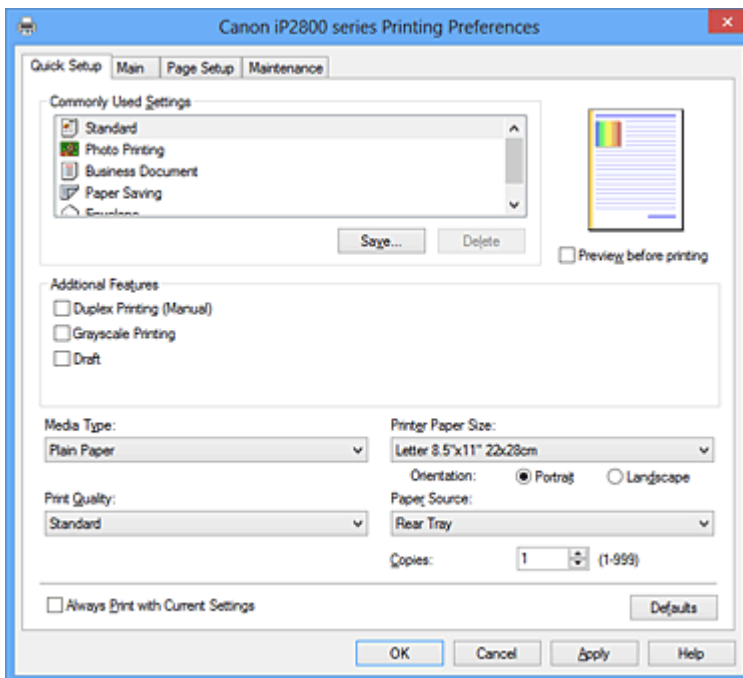 Canon iP2800 series Printing Preferences
Quick Setup Main Page Setup Maintenance
Commonly Used Settings
Standard
Photo Printing
Business Document
Paper Saving
Envelope
Save... Delete
Preview before printing
Additional Features
Duplex Printing (Manual)
Grayscale Printing
Draft
Media Type: Printer Paper Size:
Plain Paper Letter 8.5"x11" 22x28cm
Orientation: Portrait Landscape
Print Quality: Paper Source:
Standard Rear Tray
Copies: 1 (1-999)
Always Print with Current Settings Defaults
OK Cancel Apply Help